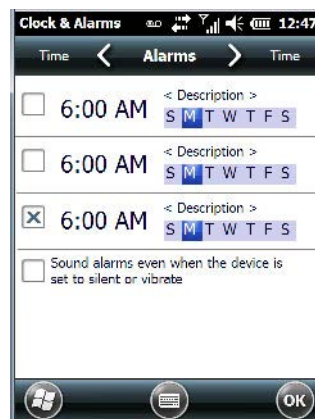 Clock & Alarms 12:47
Time Alarms Time
< Description >
6:00 AM
S M T W T F S
< Description >
6:00 AM
S M T W T F S
< Description >
6:00 AM
S M T W T F S
Sound alarms even when the device is
set to silent or vibrate
OK